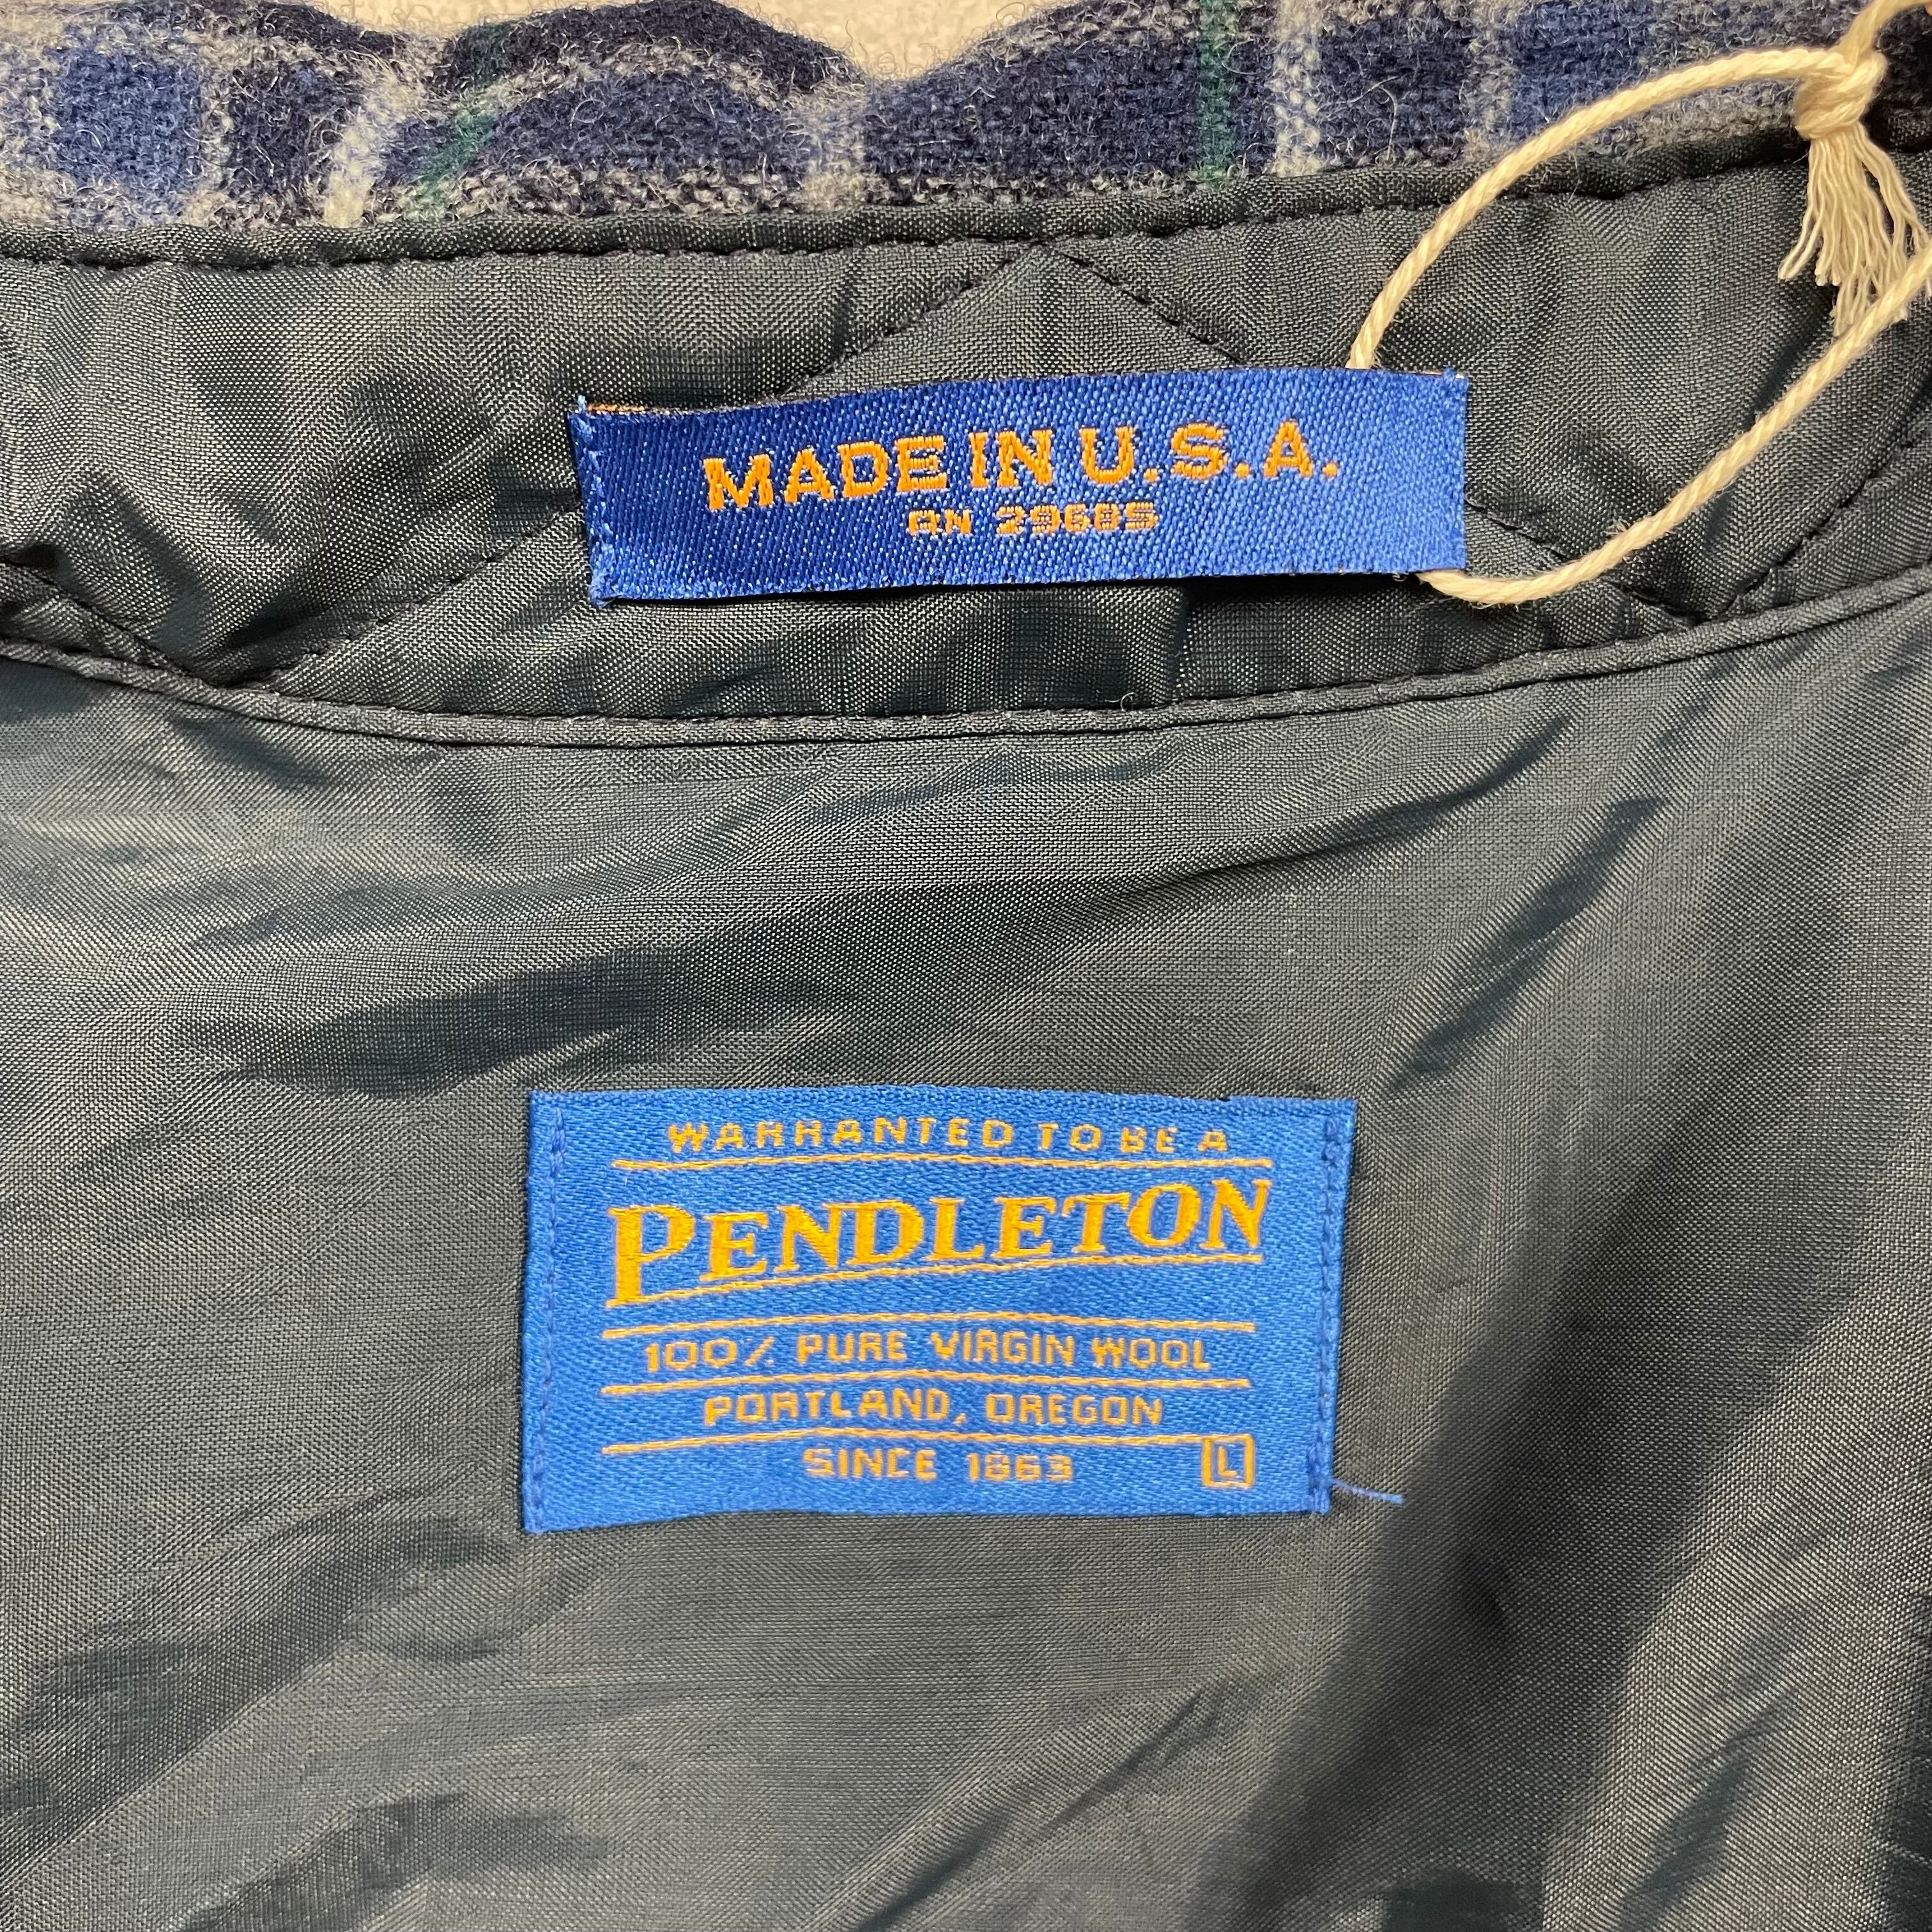 MADE IN U.S.A.
RN 29685
WARRANTED TO BE A
PENDLETON
100% PURE VIRGIN WOOL
PORTLAND, OREGON
SINCE 1863
L